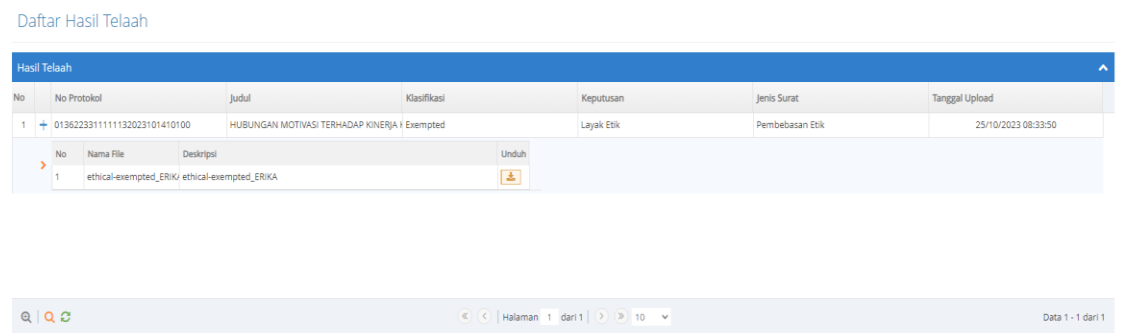 Daftar Hasil Telaah
Hasil Telaah
No No Protokol Judul Klasifikasi Keputusan Jenis Surat Tanggal Upload
1 013622331111132023101410100 HUBUNGAN MOTIVASI TERHADAP KINERJA Exempted Layak Etik Pembebasan Etik 25/10/2023 08:33:50
No Nama File Deskripsi Unduh
1 ethical-exempted_ERIK ethical-exempted_ERIKA
Halaman 1 dari 1 10 Data 1 - 1 dari 1